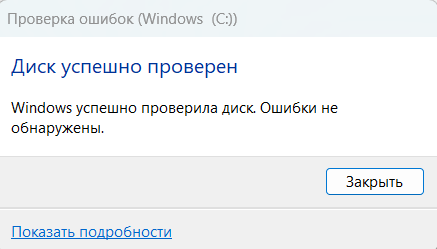 Проверка ошибок (Windows (C:))
Диск успешно проверен
Windows успешно проверила диск. Ошибки не
обнаружены.
Закрыть
Показать подробности